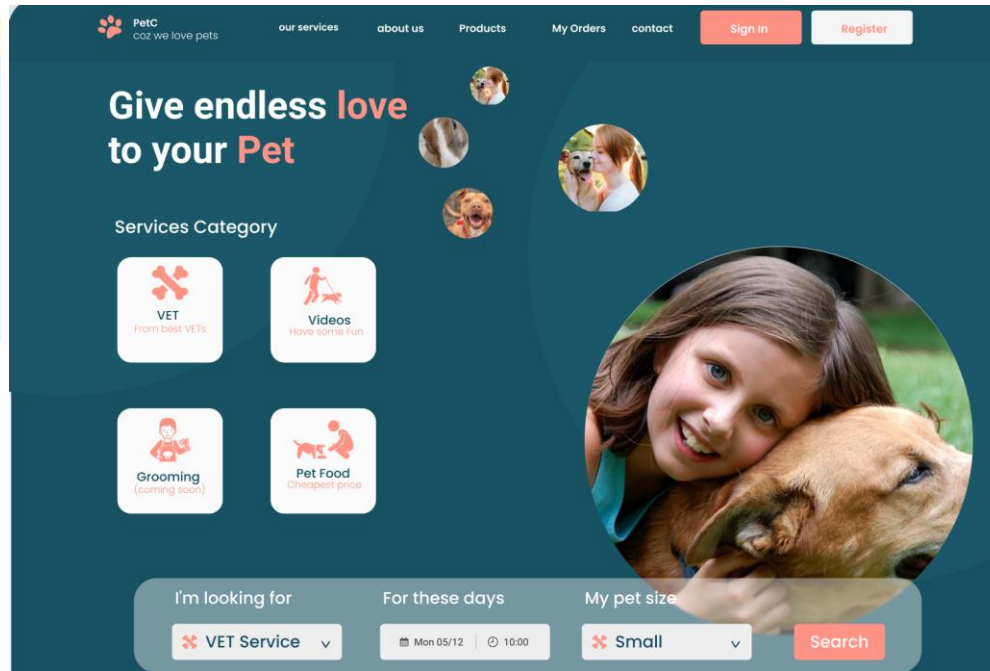 PetC
coz we love pets
our services
about us
Products
My Orders
contact
Sign In
Register
Give endless love
to your Pet
Services Category
VET
From best VETs
Videos
Have some Fun
Grooming
(coming soon)
Pet Food
Cheapest price
I'm looking for
For these days
My pet size
VET Service
Mon 05/12
10:00
Small
Search